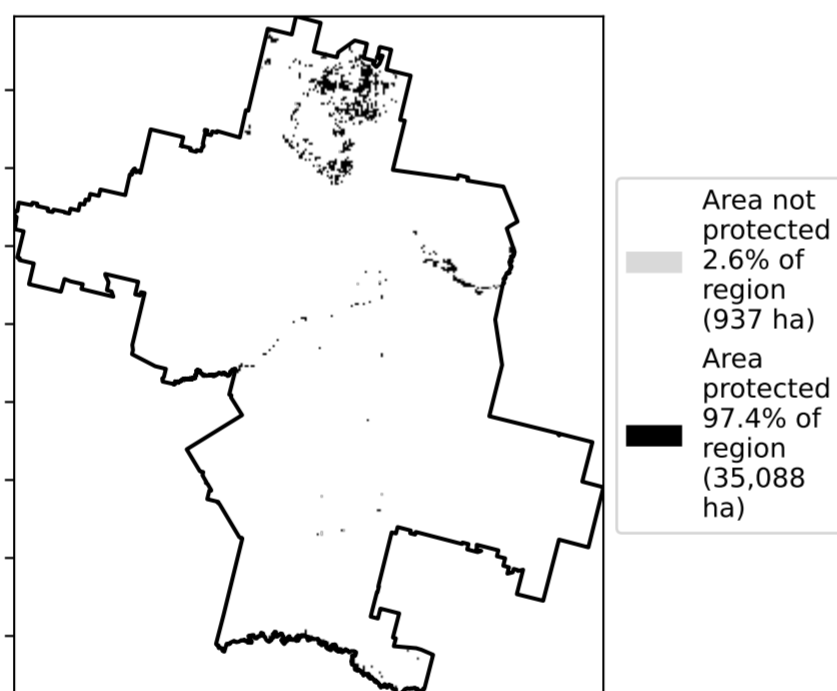 Area not
protected
2.6% of
region
(937 ha)
Area
protected
97.4% of
region
(35,088
ha)